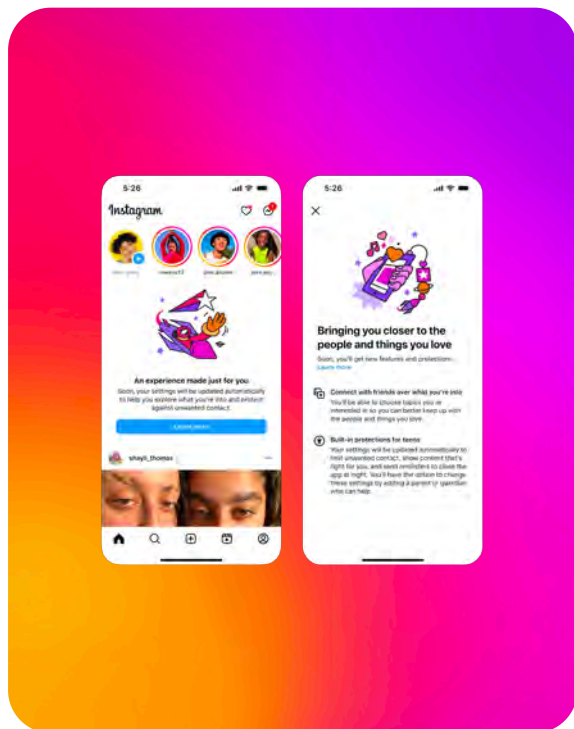 5:26
Instagram
An experience made just for you
Soon, your settings will be updated automatically
to help you explore what you're into and protect
against unwanted contact.
shayli_thomas
5:26
Bringing you closer to the
people and things you love
Soon, you'll get new features and protections.
Learn more
Connect with friends over what you're into
You'll be able to choose topics you're
interested in so you can better keep up with
the people and things you love.
Built-in protections for teens
Your settings will be updated automatically to
limit unwanted contact, show content that's
right for you, and send reminders to close the
app at night. You'll have the option to change
these settings by adding a parent or guardian
who can help.